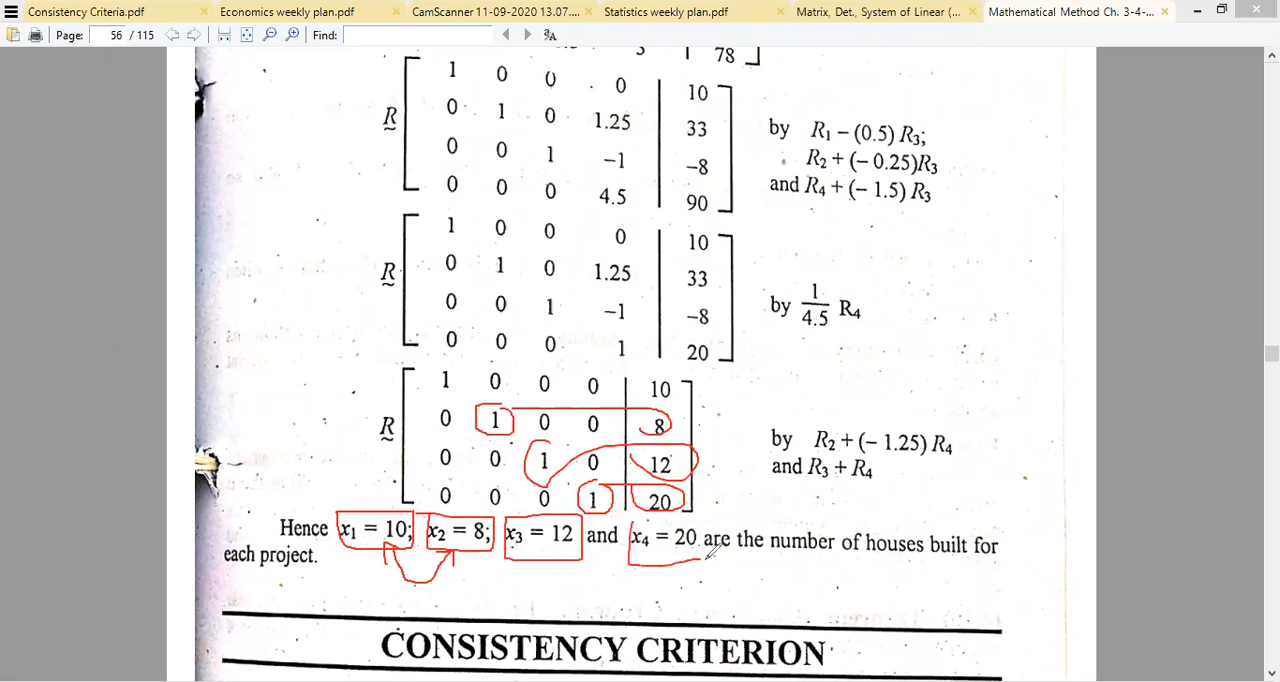 Consistency Criteria.pdf × Economics weekly plan.pdf × CamScanner 11-09-2020 13.07.... × Statistics weekly plan.pdf × Matrix, Det., System of Linear (... × Mathematical Method Ch. 3-4-... ×
Page: 56 / 115 Find:
3 78
R 1 0 0 0 10
0 1 0 1.25 33
0 0 1 −1 −8
0 0 0 4.5 90
by R1 − (0.5) R3;
R2 + (− 0.25)R3
and R4 + (− 1.5) R3
R 1 0 0 0 10
0 1 0 1.25 33
0 0 1 −1 −8
0 0 0 1 20
by 1/4.5 R4
R 1 0 0 0 10
0 1 0 0 8
0 0 1 0 12
0 0 0 1 20
by R2 + (− 1.25) R4
and R3 + R4
Hence x1 = 10; x2 = 8; x3 = 12 and x4 = 20 are the number of houses built for
each project.
CONSISTENCY CRITERION